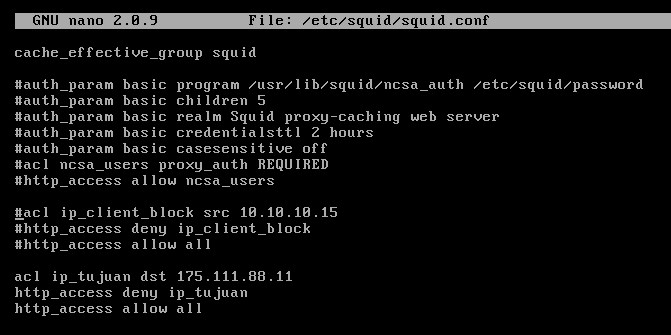 GNU nano 2.0.9 File: /etc/squid/squid.conf
cache_effective_group squid
#auth_param basic program /usr/lib/squid/ncsa_auth /etc/squid/password
#auth_param basic children 5
#auth_param basic realm Squid proxy-caching web server
#auth_param basic credentialsttl 2 hours
#auth_param basic casesensitive off
#acl ncsa_users proxy_auth REQUIRED
#http_access allow ncsa_users
#acl ip_client_block src 10.10.10.15
#http_access deny ip_client_block
#http_access allow all
acl ip_tujuan dst 175.111.88.11
http_access deny ip_tujuan
http_access allow all